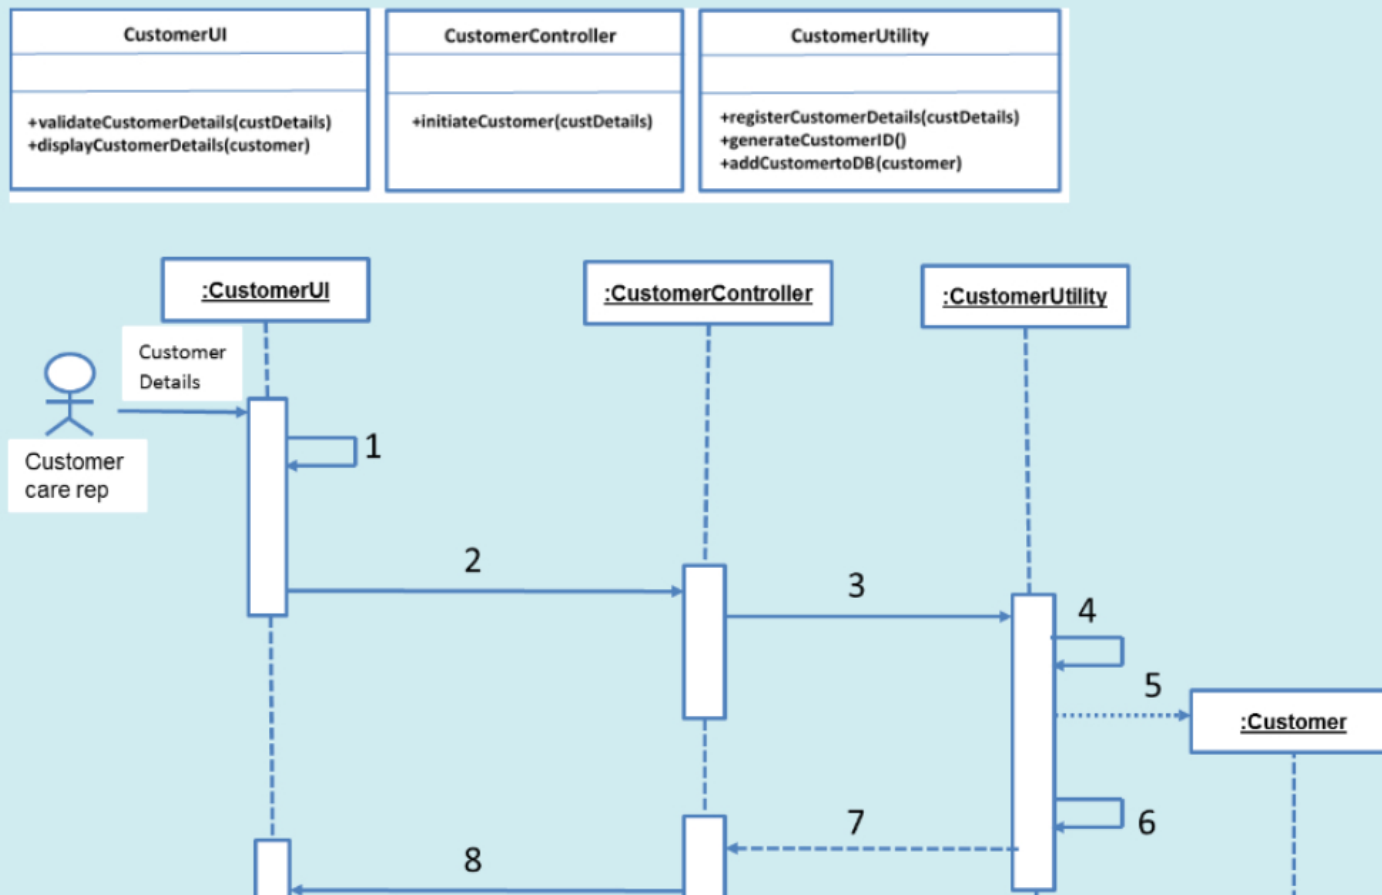 CustomerUI
+validateCustomerDetails(custDetails)
+displayCustomerDetails(customer)
CustomerController
+initiateCustomer(custDetails)
CustomerUtility
+registerCustomerDetails(custDetails)
+generateCustomerID()
+addCustomertoDB(customer)
:CustomerUI
:CustomerController
:CustomerUtility
Customer
Details
Customer
care rep
1
2
3
4
5
:Customer
6
7
8